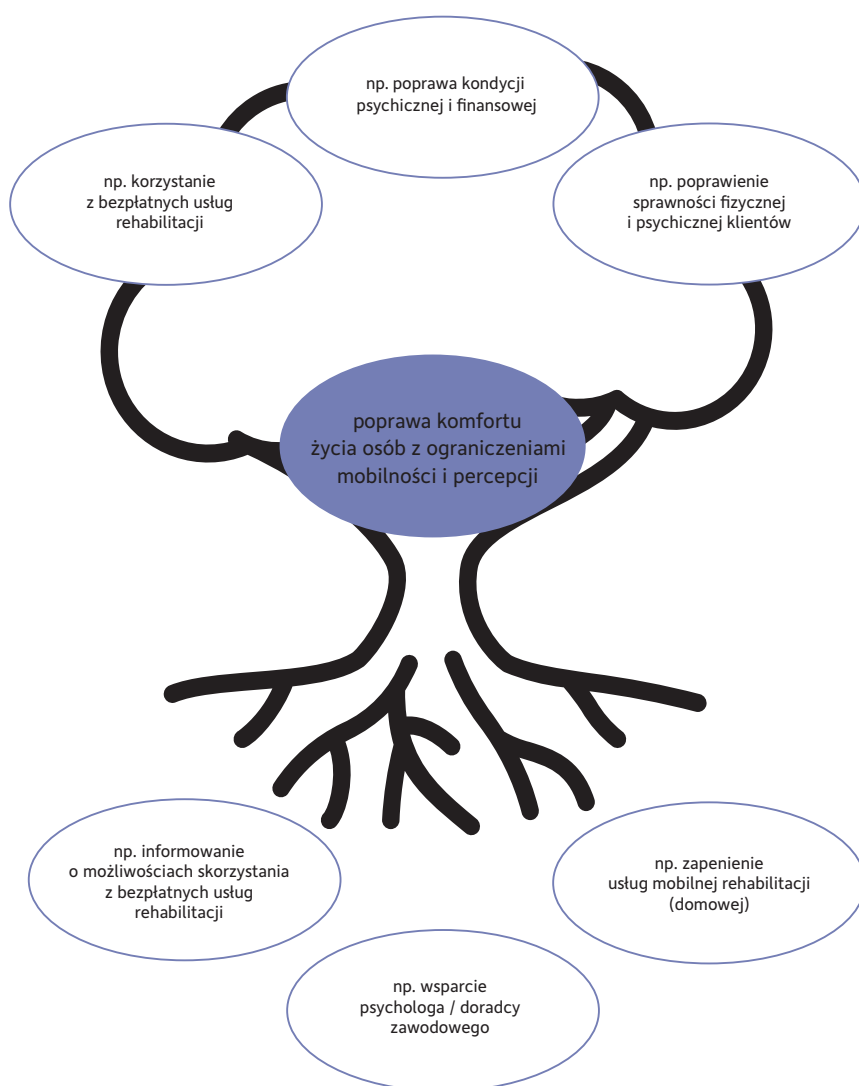 np. poprawa kondycji
psychicznej i finansowej
np. korzystanie
z bezpłatnych usług
rehabilitacji
np. poprawienie
sprawności fizycznej
i psychicznej klientów
poprawa komfortu
życia osób z ograniczeniami
mobilności i percepcji
np. informowanie
o możliwościach skorzystania
z bezpłatnych usług
rehabilitacji
np. zapenienie
usług mobilnej rehabilitacji
(domowej)
np. wsparcie
psychologa / doradcy
zawodowego